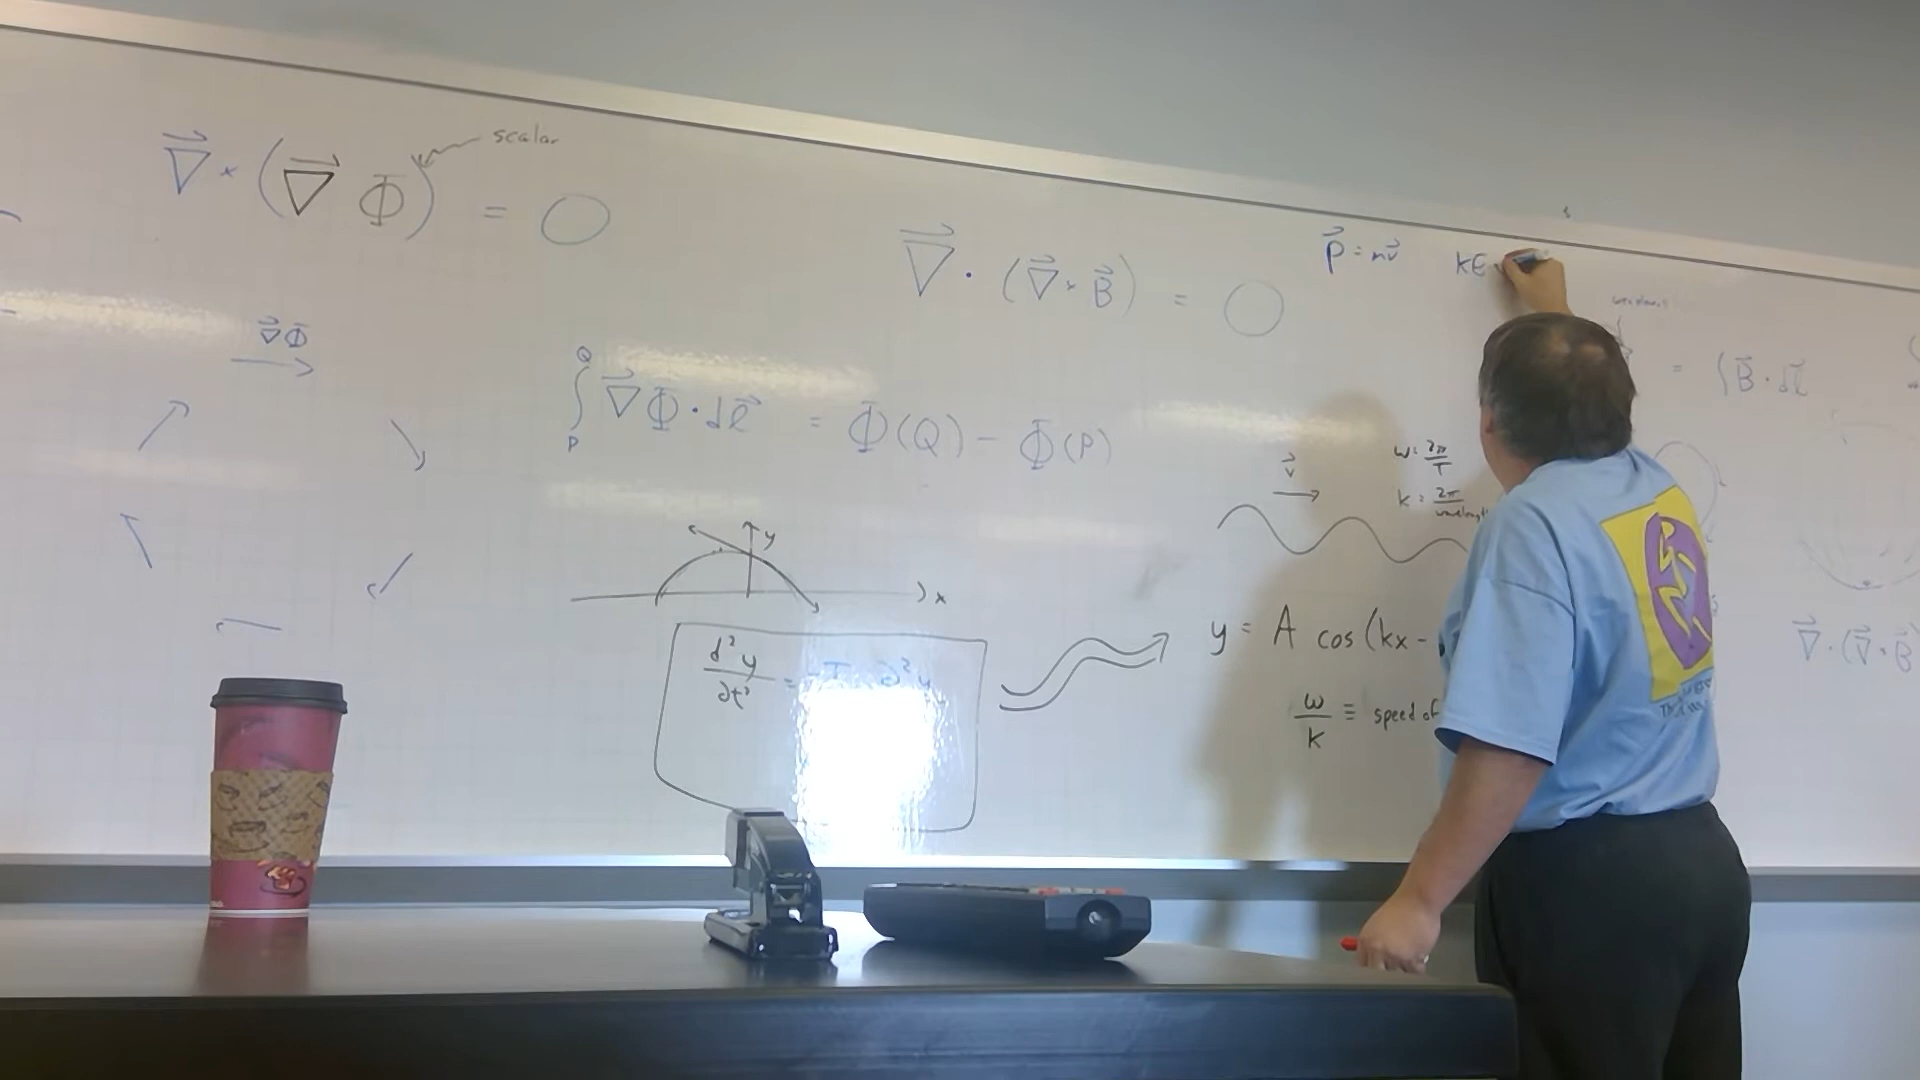 ∇⃗ × (∇⃗ Φ) = 0
scalar
∇⃗ Φ
∇⃗ · (∇⃗ × B⃗) = 0
p⃗ = mv⃗
KE
= ∫ B⃗ · dℓ⃗
∫ P Q ∇⃗ Φ · dℓ⃗ = Φ(Q) − Φ(P)
v⃗
ω = 2π/T
k = 2π/wavelength
y
x
y = A cos(kx −
ω/k ≡ speed of
∇⃗ · (∇⃗ × B⃗